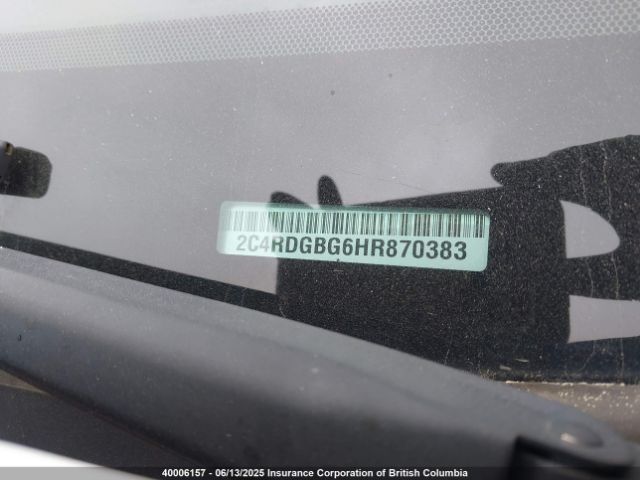 2C4RDGBG6HR870383
40006157 - 06/13/2025 Insurance Corporation of British Columbia